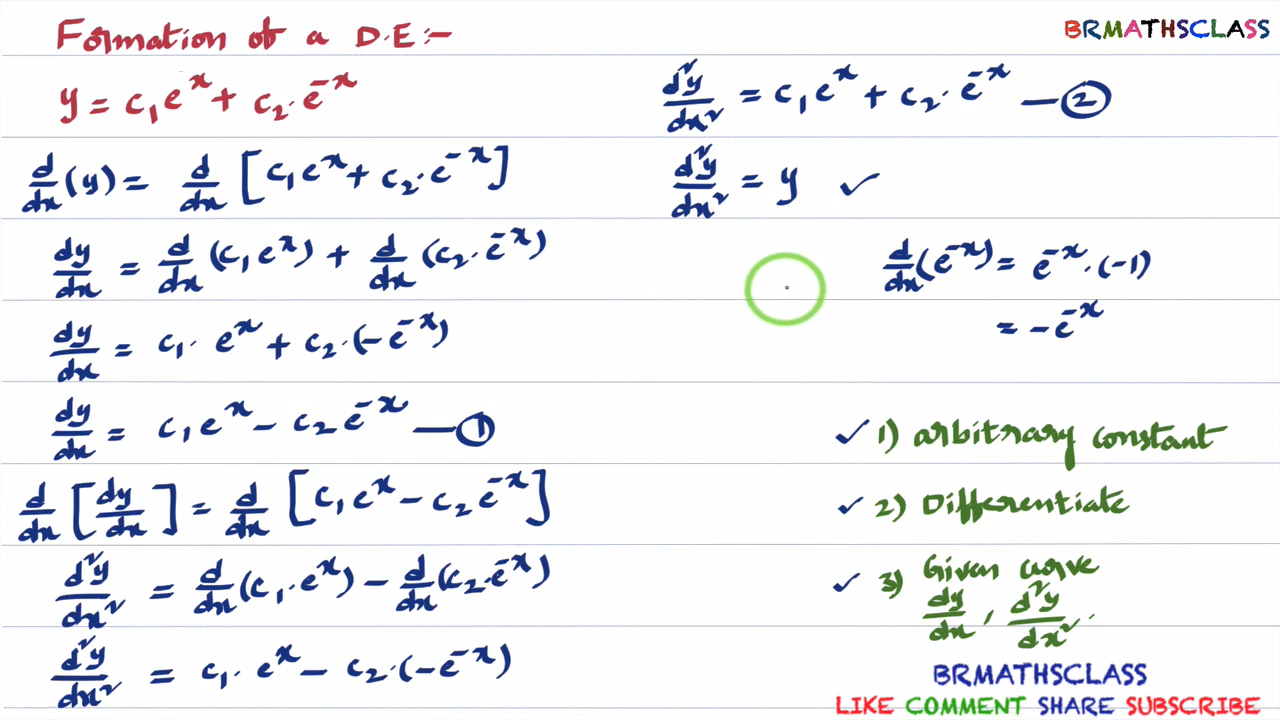 Formation of a D.E:-
BRMATHSCLASS
y = c₁eˣ + c₂.e⁻ˣ
d/dx (y) = d/dx [c₁eˣ + c₂.e⁻ˣ]
dy/dx = d/dx (c₁eˣ) + d/dx (c₂.e⁻ˣ)
dy/dx = c₁. eˣ + c₂.(-e⁻ˣ)
dy/dx = c₁eˣ - c₂e⁻ˣ — ①
d/dx [dy/dx] = d/dx [c₁eˣ - c₂e⁻ˣ]
d²y/dx² = d/dx (c₁.eˣ) - d/dx (c₂.e⁻ˣ)
d²y/dx² = c₁.eˣ - c₂.(-e⁻ˣ)
d²y/dx² = c₁eˣ + c₂.e⁻ˣ — ②
d²y/dx² = y ✓
d/dx (e⁻ˣ) = e⁻ˣ.(-1)
= -e⁻ˣ
✓ 1) arbitrary constant
✓ 2) Differentiate
✓ 3) Given curve
dy/dx , d²y/dx² .
BRMATHSCLASS
LIKE COMMENT SHARE SUBSCRIBE